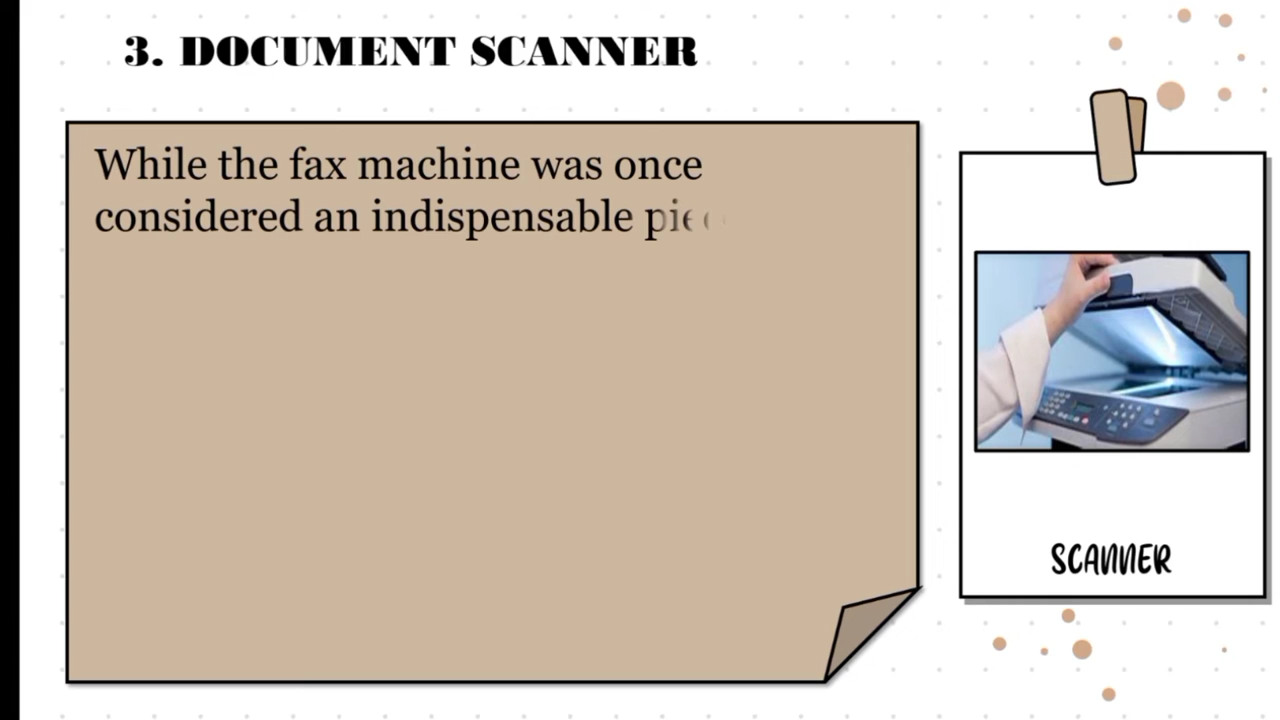 3. DOCUMENT SCANNER
While the fax machine was once
considered an indispensable
SCANNER